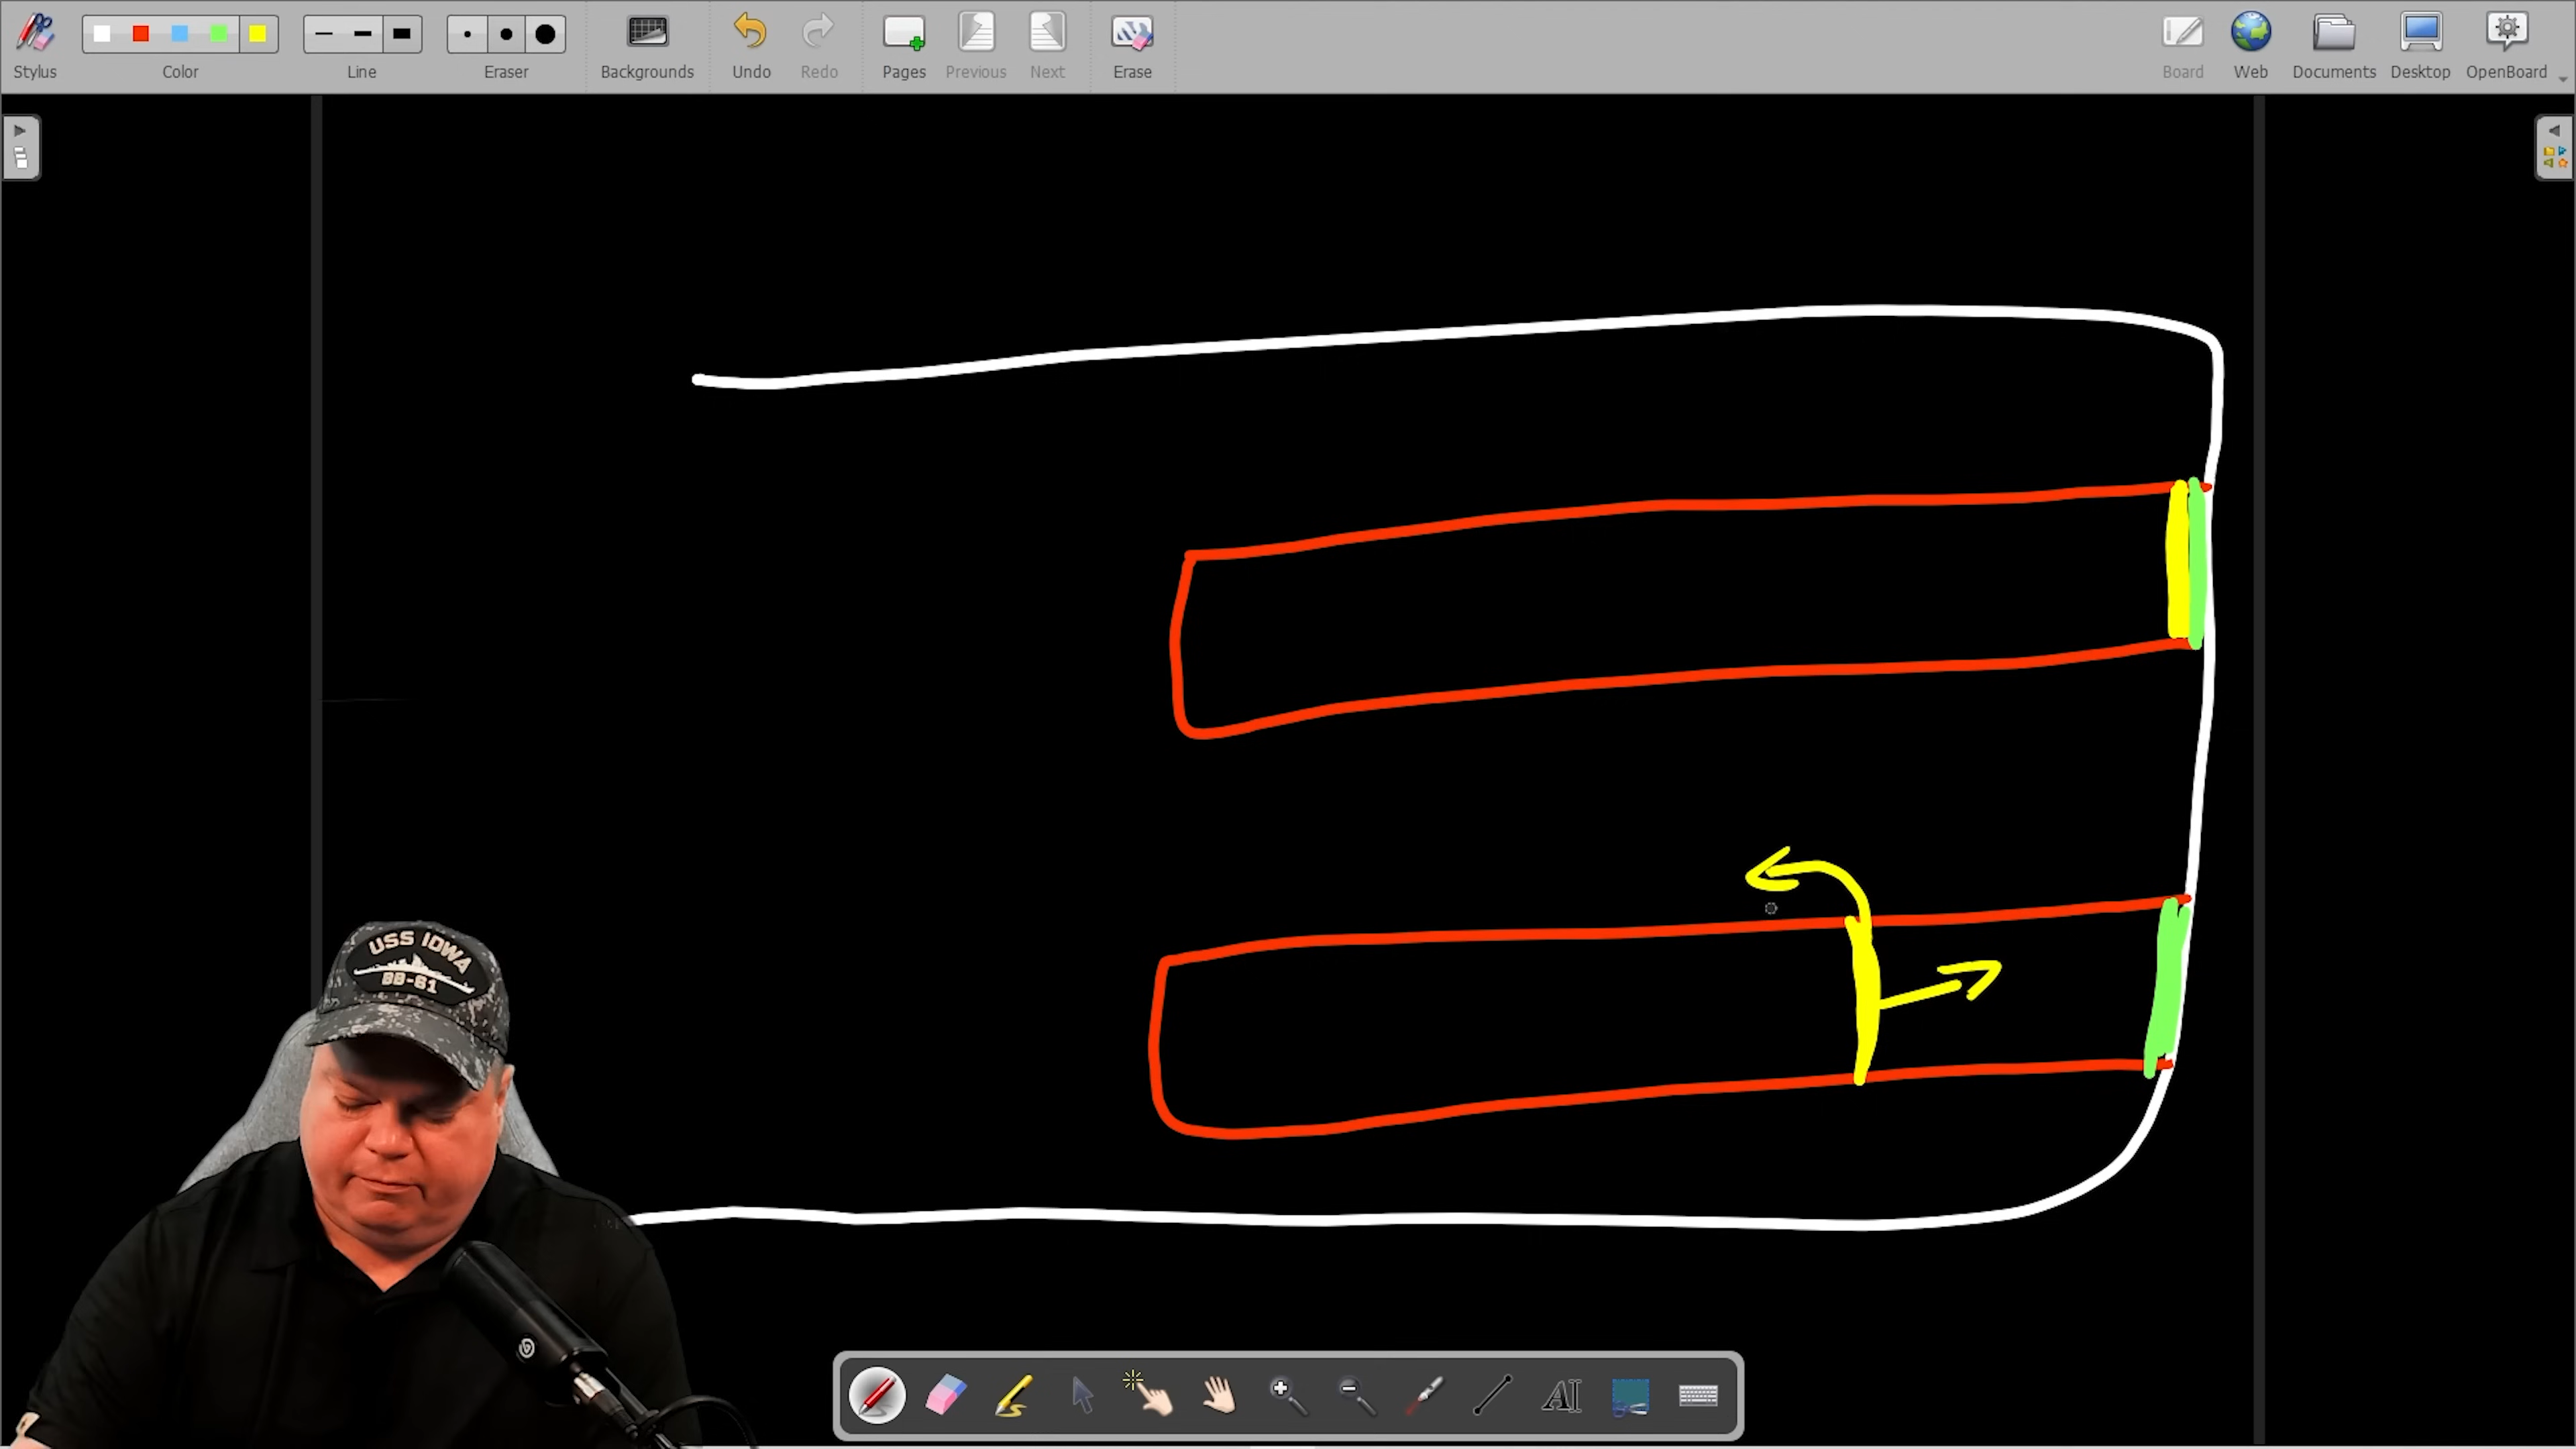 Stylus Color Line Eraser Backgrounds Undo Redo Pages Previous Next Erase Board Web Documents Desktop OpenBoard
USS IOWA
BB-61
AI